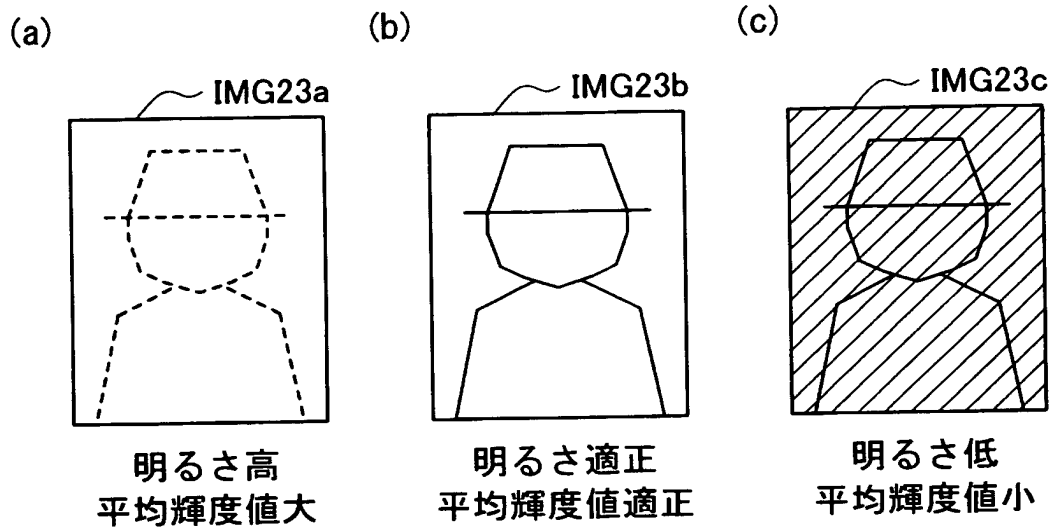 (a)
IMG23a
明るさ高
平均輝度値大
(b)
IMG23b
明るさ適正
平均輝度値適正
(c)
IMG23c
明るさ低
平均輝度値小